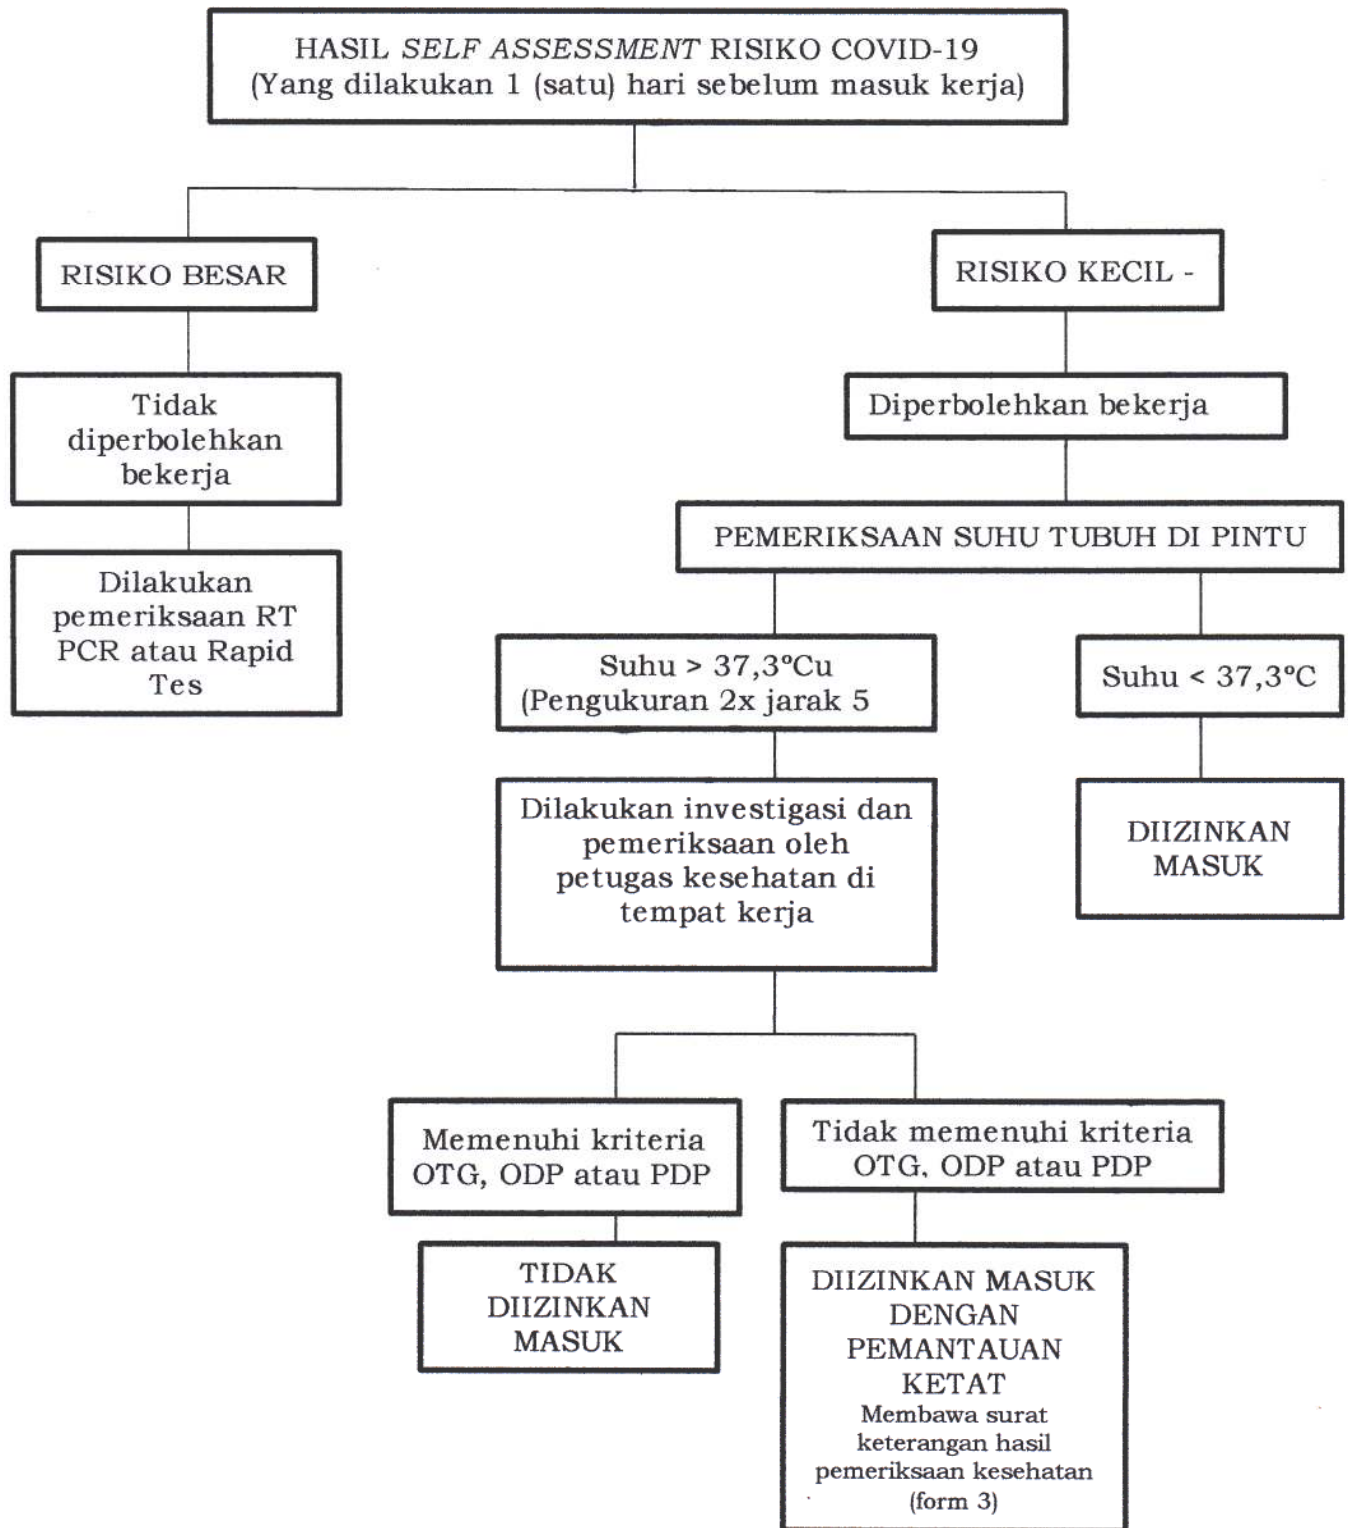 HASIL SELF ASSESSMENT RISIKO COVID-19
(Yang dilakukan 1 (satu) hari sebelum masuk kerja)
RISIKO BESAR
RISIKO KECIL -
Tidak
diperbolehkan
bekerja
Diperbolehkan bekerja
Dilakukan
pemeriksaan RT
PCR atau Rapid
Tes
PEMERIKSAAN SUHU TUBUH DI PINTU
Suhu > 37,3°Cu
(Pengukuran 2x jarak 5
Suhu < 37,3°C
Dilakukan investigasi dan
pemeriksaan oleh
petugas kesehatan di
tempat kerja
DIIZINKAN
MASUK
Memenuhi kriteria
OTG, ODP atau PDP
Tidak memenuhi kriteria
OTG, ODP atau PDP
TIDAK
DIIZINKAN
MASUK
DIIZINKAN MASUK
DENGAN
PEMANTAUAN
KETAT
Membawa surat
keterangan hasil
pemeriksaan kesehatan
(form 3)